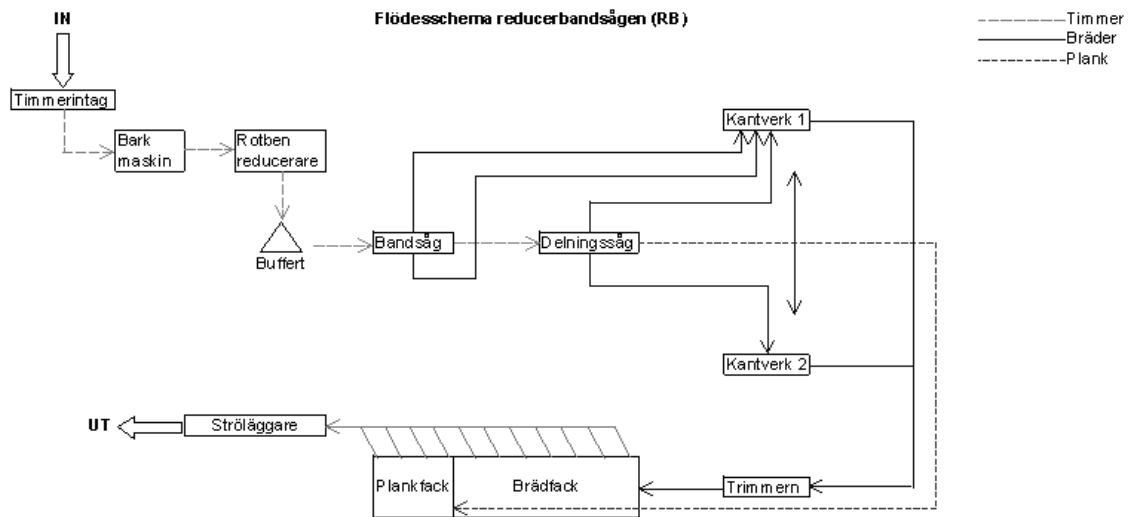 Flödesschema reducerbandsågen (RB)
Timmer
Bräder
Plank
IN
Timmerintag
Bark
maskin
Rotben
reducerare
Buffert
Bandsåg
Delningssåg
Kantverk 1
Kantverk 2
Trimmern
Brädfack
Plankfack
Ströläggare
UT